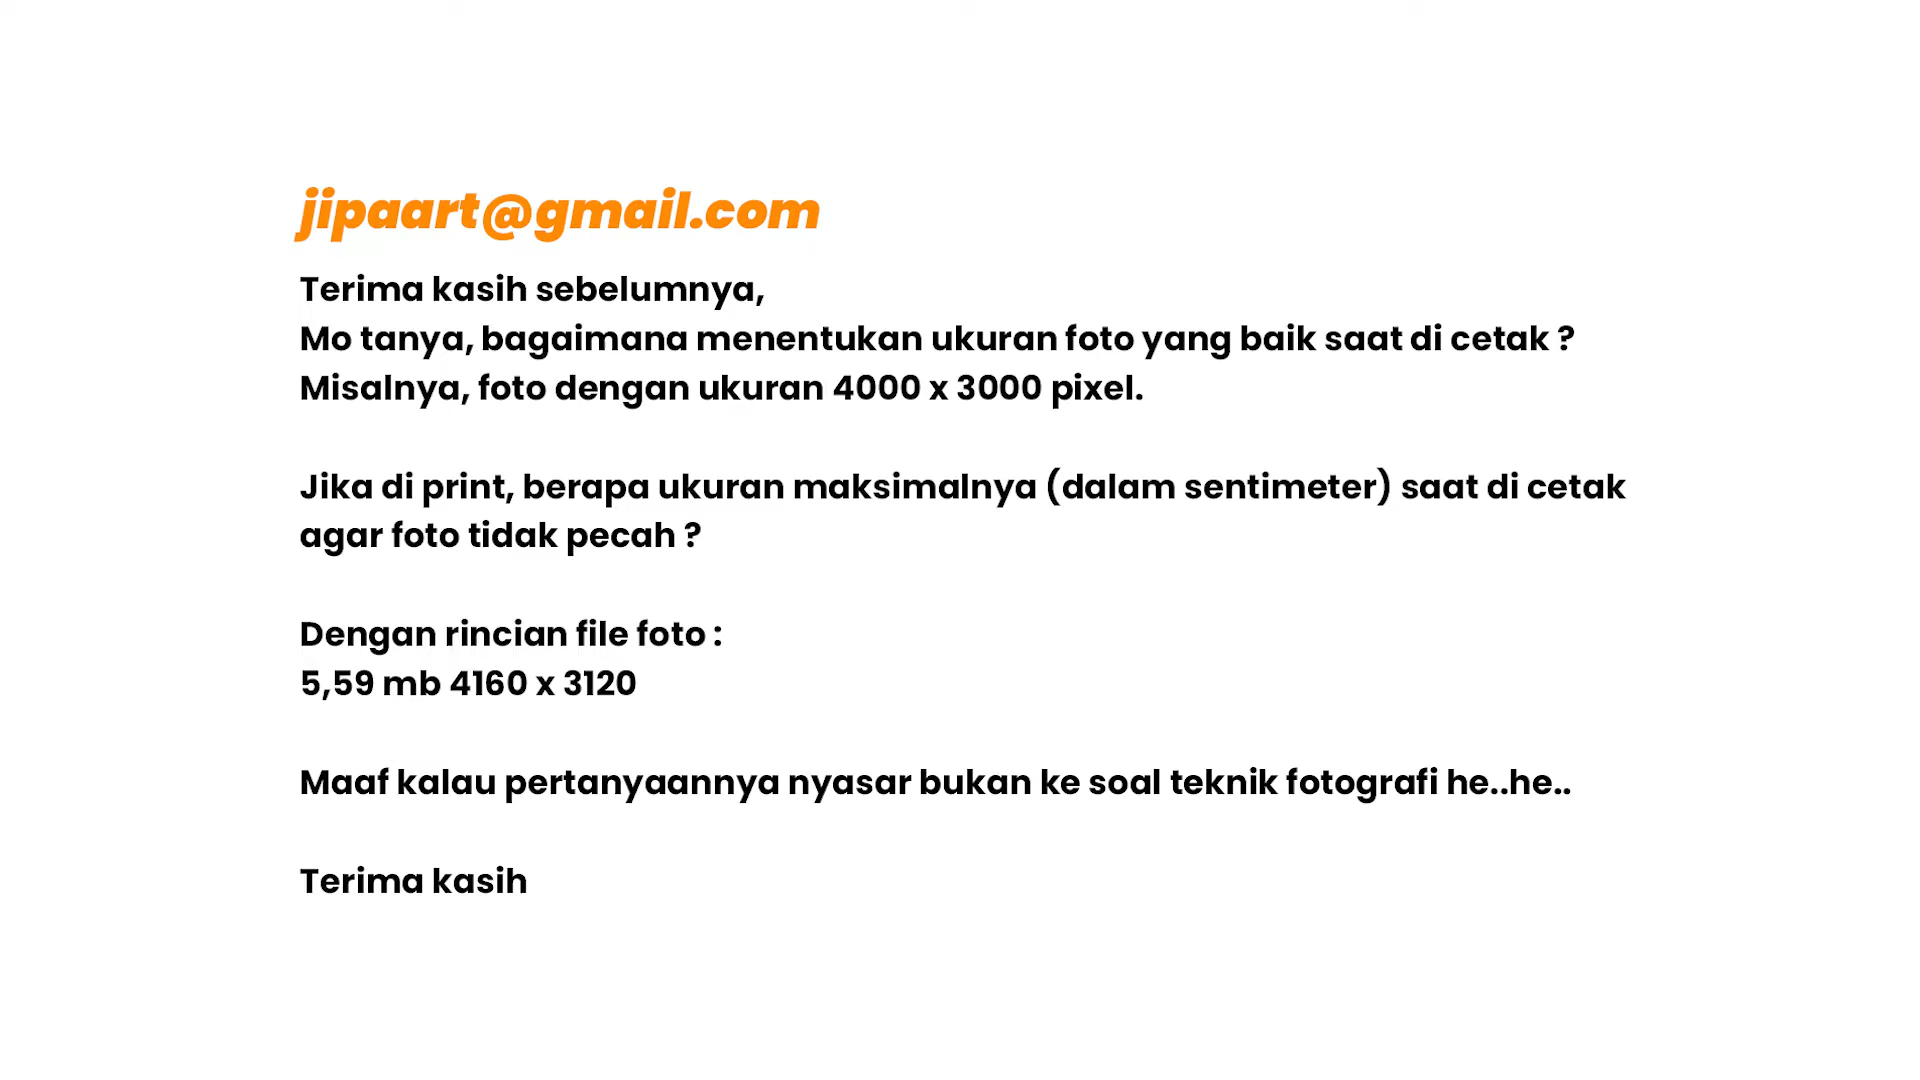 jipaart@gmail.com
Terima kasih sebelumnya,
Mo tanya, bagaimana menentukan ukuran foto yang baik saat di cetak ?
Misalnya, foto dengan ukuran 4000 x 3000 pixel.
Jika di print, berapa ukuran maksimalnya (dalam sentimeter) saat di cetak
agar foto tidak pecah ?
Dengan rincian file foto :
5,59 mb 4160 x 3120
Maaf kalau pertanyaannya nyasar bukan ke soal teknik fotografi he..he..
Terima kasih